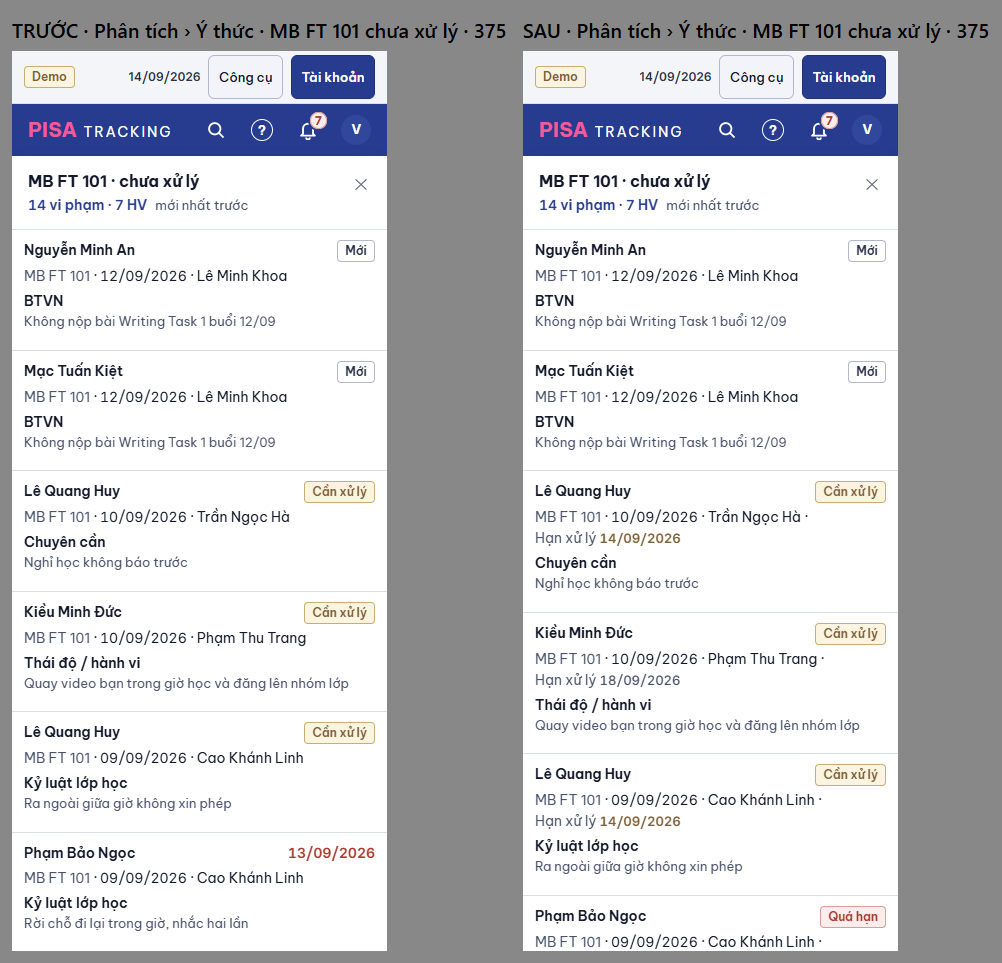 TRƯỚC · Phân tích › Ý thức · MB FT 101 chưa xử lý · 375
Demo
14/09/2026
Công cụ
Tài khoản
PISA TRACKING
?
7
V
MB FT 101 · chưa xử lý
14 vi phạm · 7 HV mới nhất trước
Nguyễn Minh An
Mới
MB FT 101 · 12/09/2026 · Lê Minh Khoa
BTVN
Không nộp bài Writing Task 1 buổi 12/09
Mạc Tuấn Kiệt
Mới
MB FT 101 · 12/09/2026 · Lê Minh Khoa
BTVN
Không nộp bài Writing Task 1 buổi 12/09
Lê Quang Huy
Cần xử lý
MB FT 101 · 10/09/2026 · Trần Ngọc Hà
Chuyên cần
Nghỉ học không báo trước
Kiều Minh Đức
Cần xử lý
MB FT 101 · 10/09/2026 · Phạm Thu Trang
Thái độ / hành vi
Quay video bạn trong giờ học và đăng lên nhóm lớp
Lê Quang Huy
Cần xử lý
MB FT 101 · 09/09/2026 · Cao Khánh Linh
Kỷ luật lớp học
Ra ngoài giữa giờ không xin phép
Phạm Bảo Ngọc
13/09/2026
MB FT 101 · 09/09/2026 · Cao Khánh Linh
Kỷ luật lớp học
Rời chỗ đi lại trong giờ, nhắc hai lần
SAU · Phân tích › Ý thức · MB FT 101 chưa xử lý · 375
Demo
14/09/2026
Công cụ
Tài khoản
PISA TRACKING
?
7
V
MB FT 101 · chưa xử lý
14 vi phạm · 7 HV mới nhất trước
Nguyễn Minh An
Mới
MB FT 101 · 12/09/2026 · Lê Minh Khoa
BTVN
Không nộp bài Writing Task 1 buổi 12/09
Mạc Tuấn Kiệt
Mới
MB FT 101 · 12/09/2026 · Lê Minh Khoa
BTVN
Không nộp bài Writing Task 1 buổi 12/09
Lê Quang Huy
Cần xử lý
MB FT 101 · 10/09/2026 · Trần Ngọc Hà ·
Hạn xử lý 14/09/2026
Chuyên cần
Nghỉ học không báo trước
Kiều Minh Đức
Cần xử lý
MB FT 101 · 10/09/2026 · Phạm Thu Trang ·
Hạn xử lý 18/09/2026
Thái độ / hành vi
Quay video bạn trong giờ học và đăng lên nhóm lớp
Lê Quang Huy
Cần xử lý
MB FT 101 · 09/09/2026 · Cao Khánh Linh ·
Hạn xử lý 14/09/2026
Kỷ luật lớp học
Ra ngoài giữa giờ không xin phép
Phạm Bảo Ngọc
Quá hạn
MB FT 101 · 09/09/2026 · Cao Khánh Linh ·